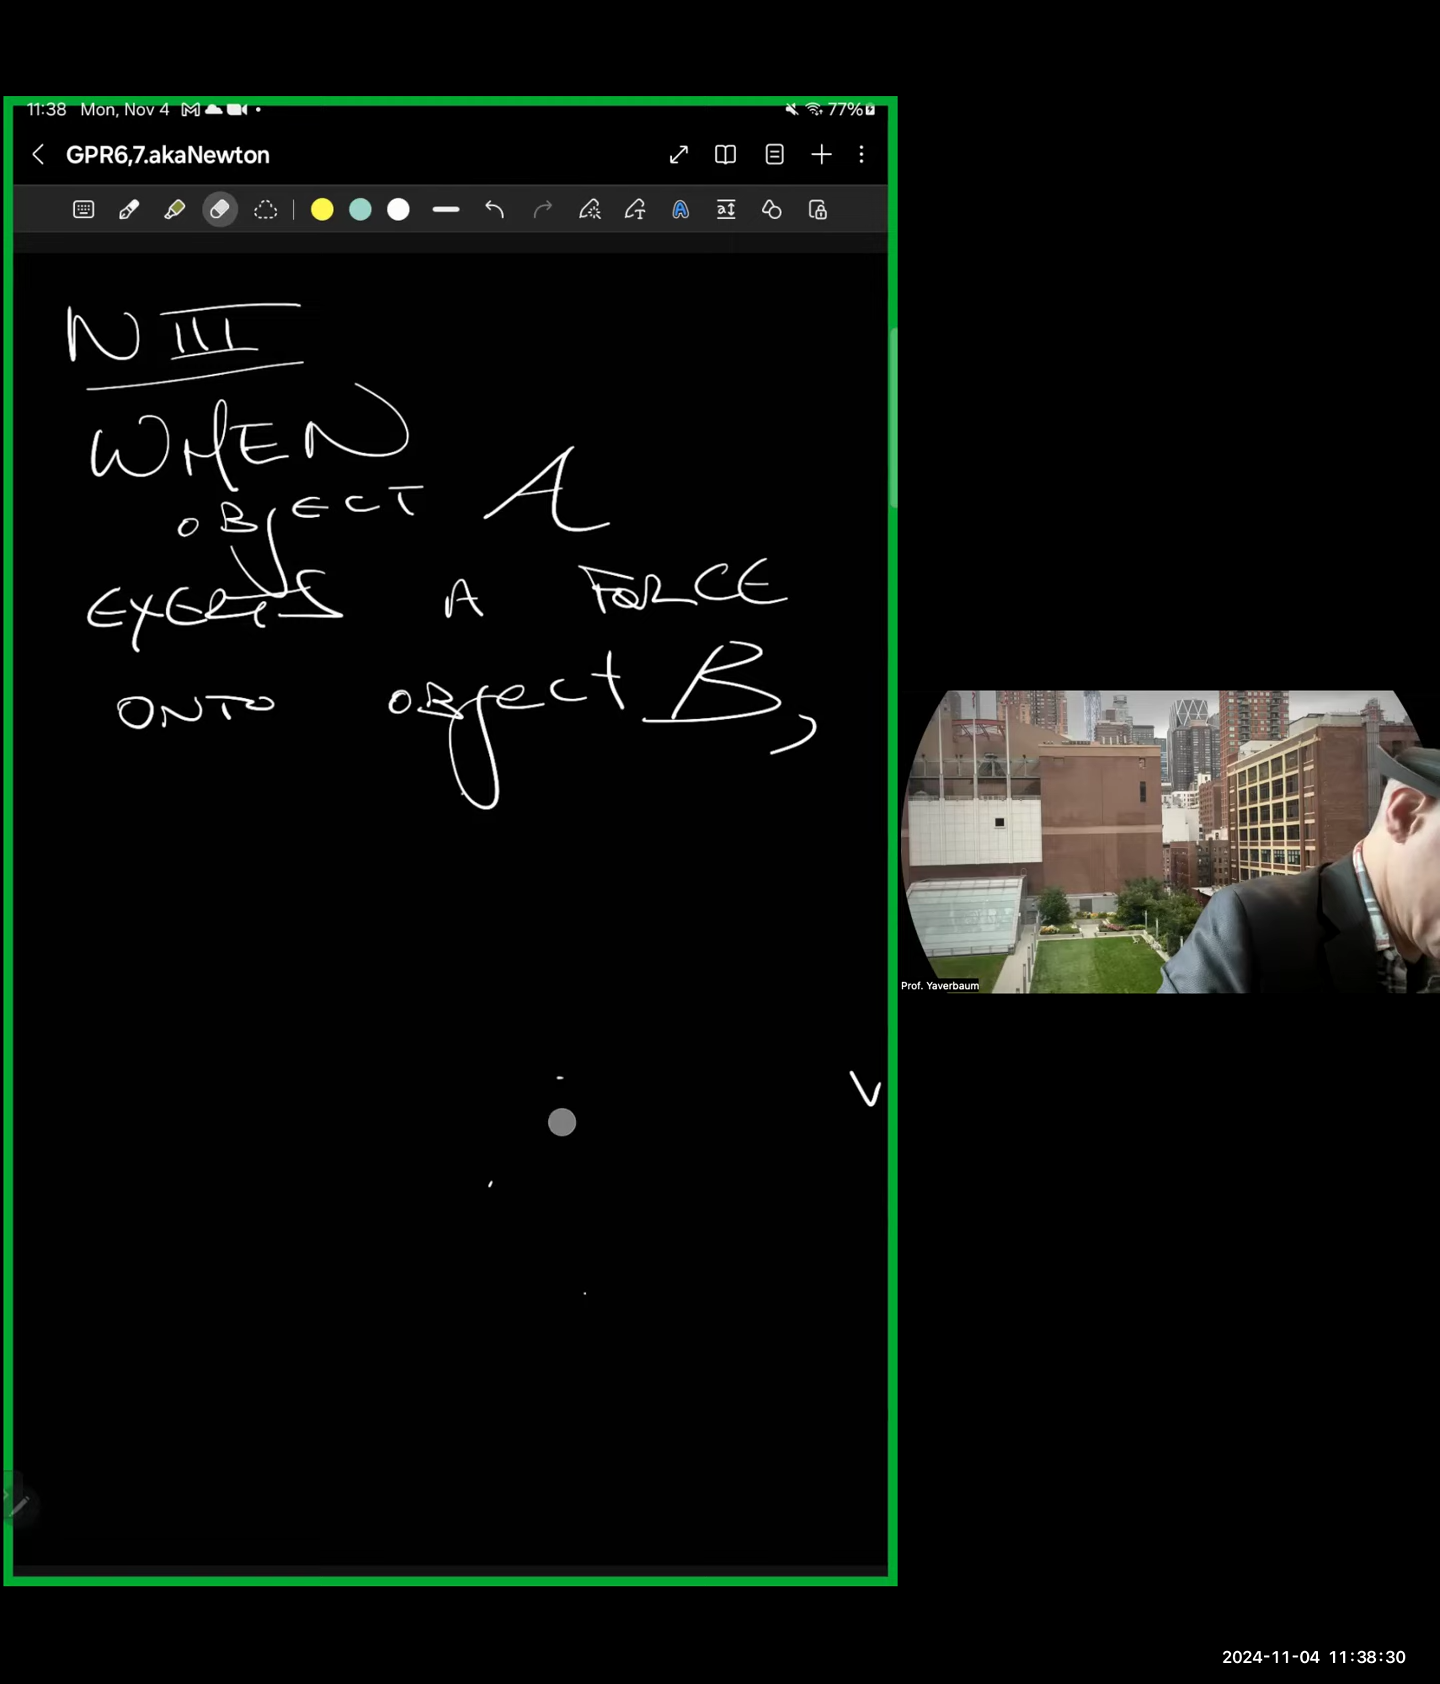 11:38 Mon, Nov 4 77%
GPR6,7.akaNewton
N III
WHEN
OBJECT A
EXERTS A FORCE
ONTO OBject B,
V
Prof. Yaverbaum
2024-11-04 11:38:30